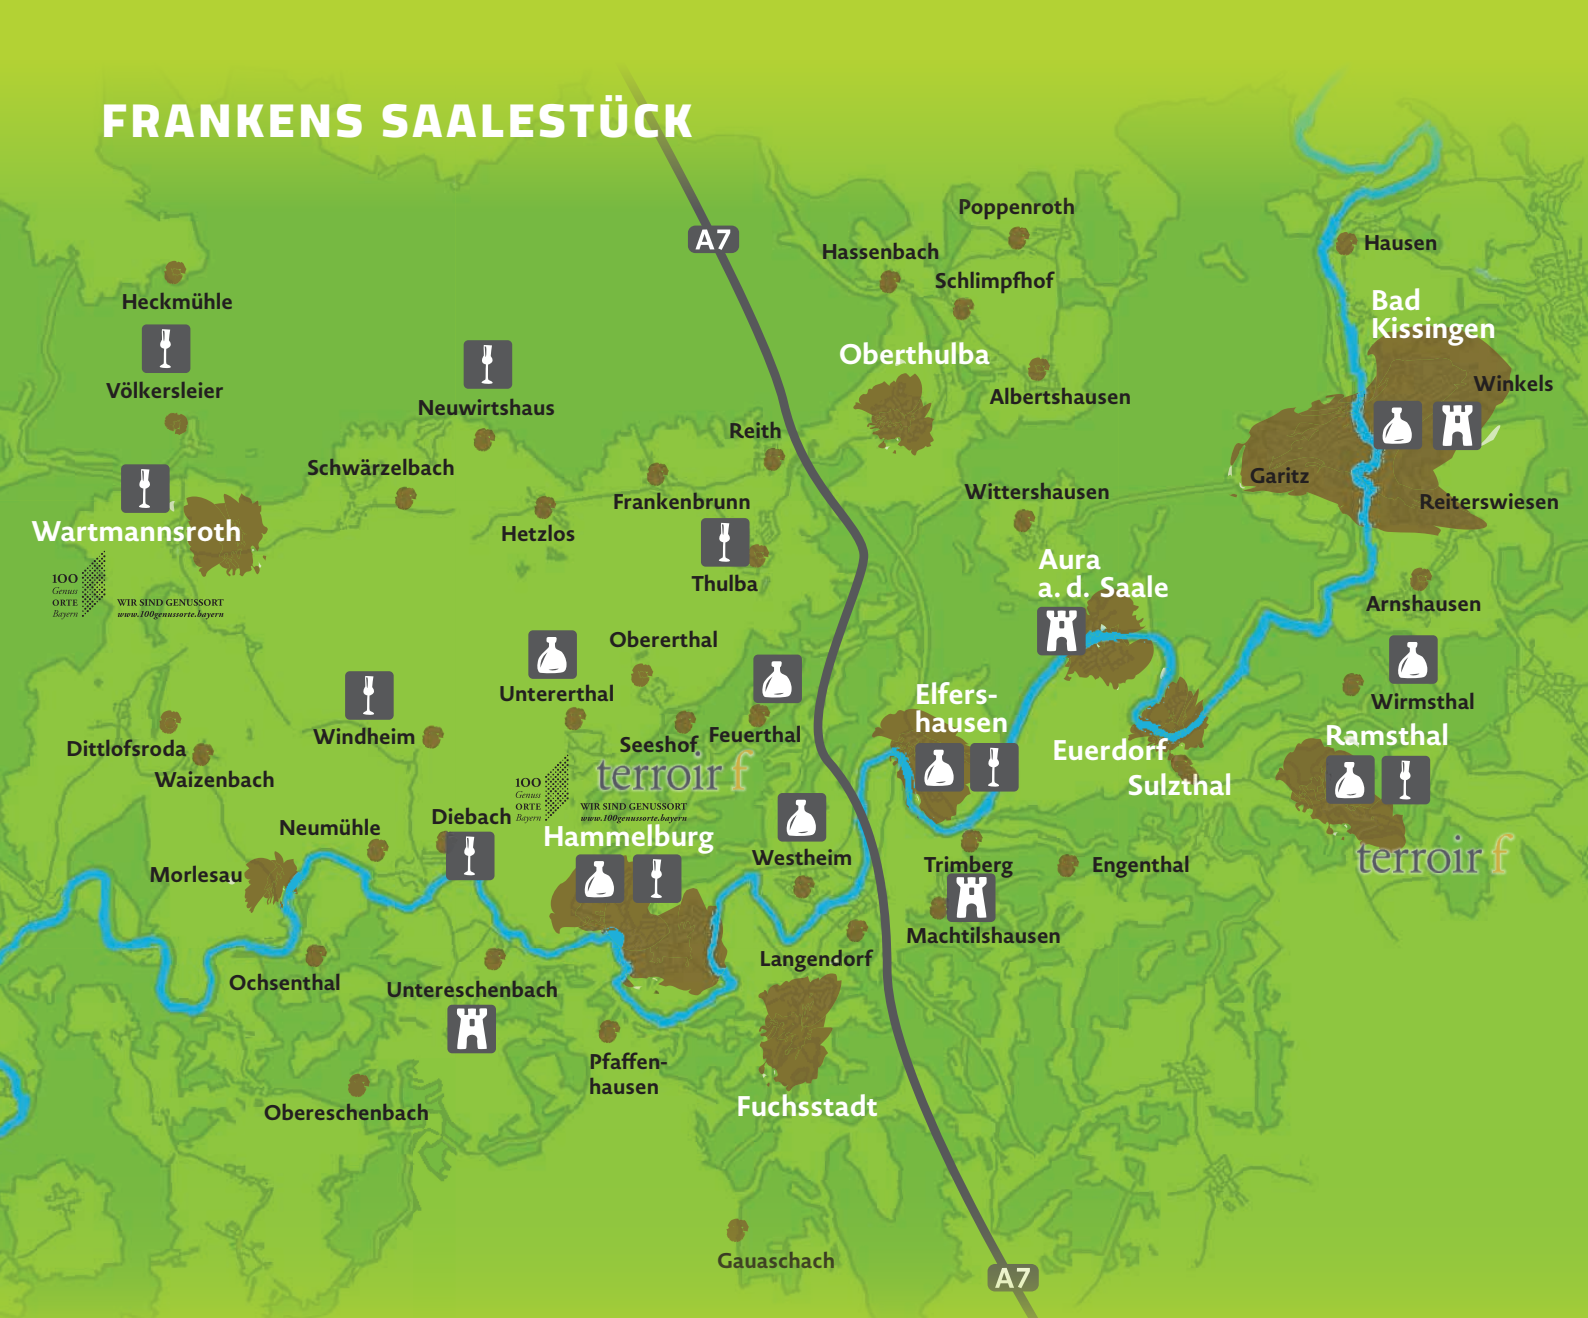 FRANKENS SAALESTÜCK
Poppenroth
A7
Hassenbach
Hausen
Schlimpfhof
Heckmühle
Bad
Kissingen
Oberthulba
Völkersleier
Winkels
Albertshausen
Neuwirtshaus
Reith
Schwärzelbach
Garitz
Wittershausen
Frankenbrunn
Reiterswiesen
Wartmannsroth
Hetzlos
Aura
a. d. Saale
100
Genuss
ORTE
Bayern
WIR SIND GENUSSORT
www.100genussorte.bayern
Thulba
Arnshausen
Obererthal
Untererthal
Elfers-
hausen
Wirmsthal
Windheim
Feuerthal
Ramsthal
Seeshof
Dittlofsroda
Euerdorf
terroir f
Waizenbach
Sulzthal
100
Genuss
ORTE
Bayern
WIR SIND GENUSSORT
www.100genussorte.bayern
Diebach
Neumühle
Hammelburg
Westheim
terroir f
Trimberg
Engenthal
Morlesau
Machtilshausen
Langendorf
Ochsenthal
Untereschenbach
Pfaffen-
hausen
Fuchsstadt
Obereschenbach
Gauaschach
A7